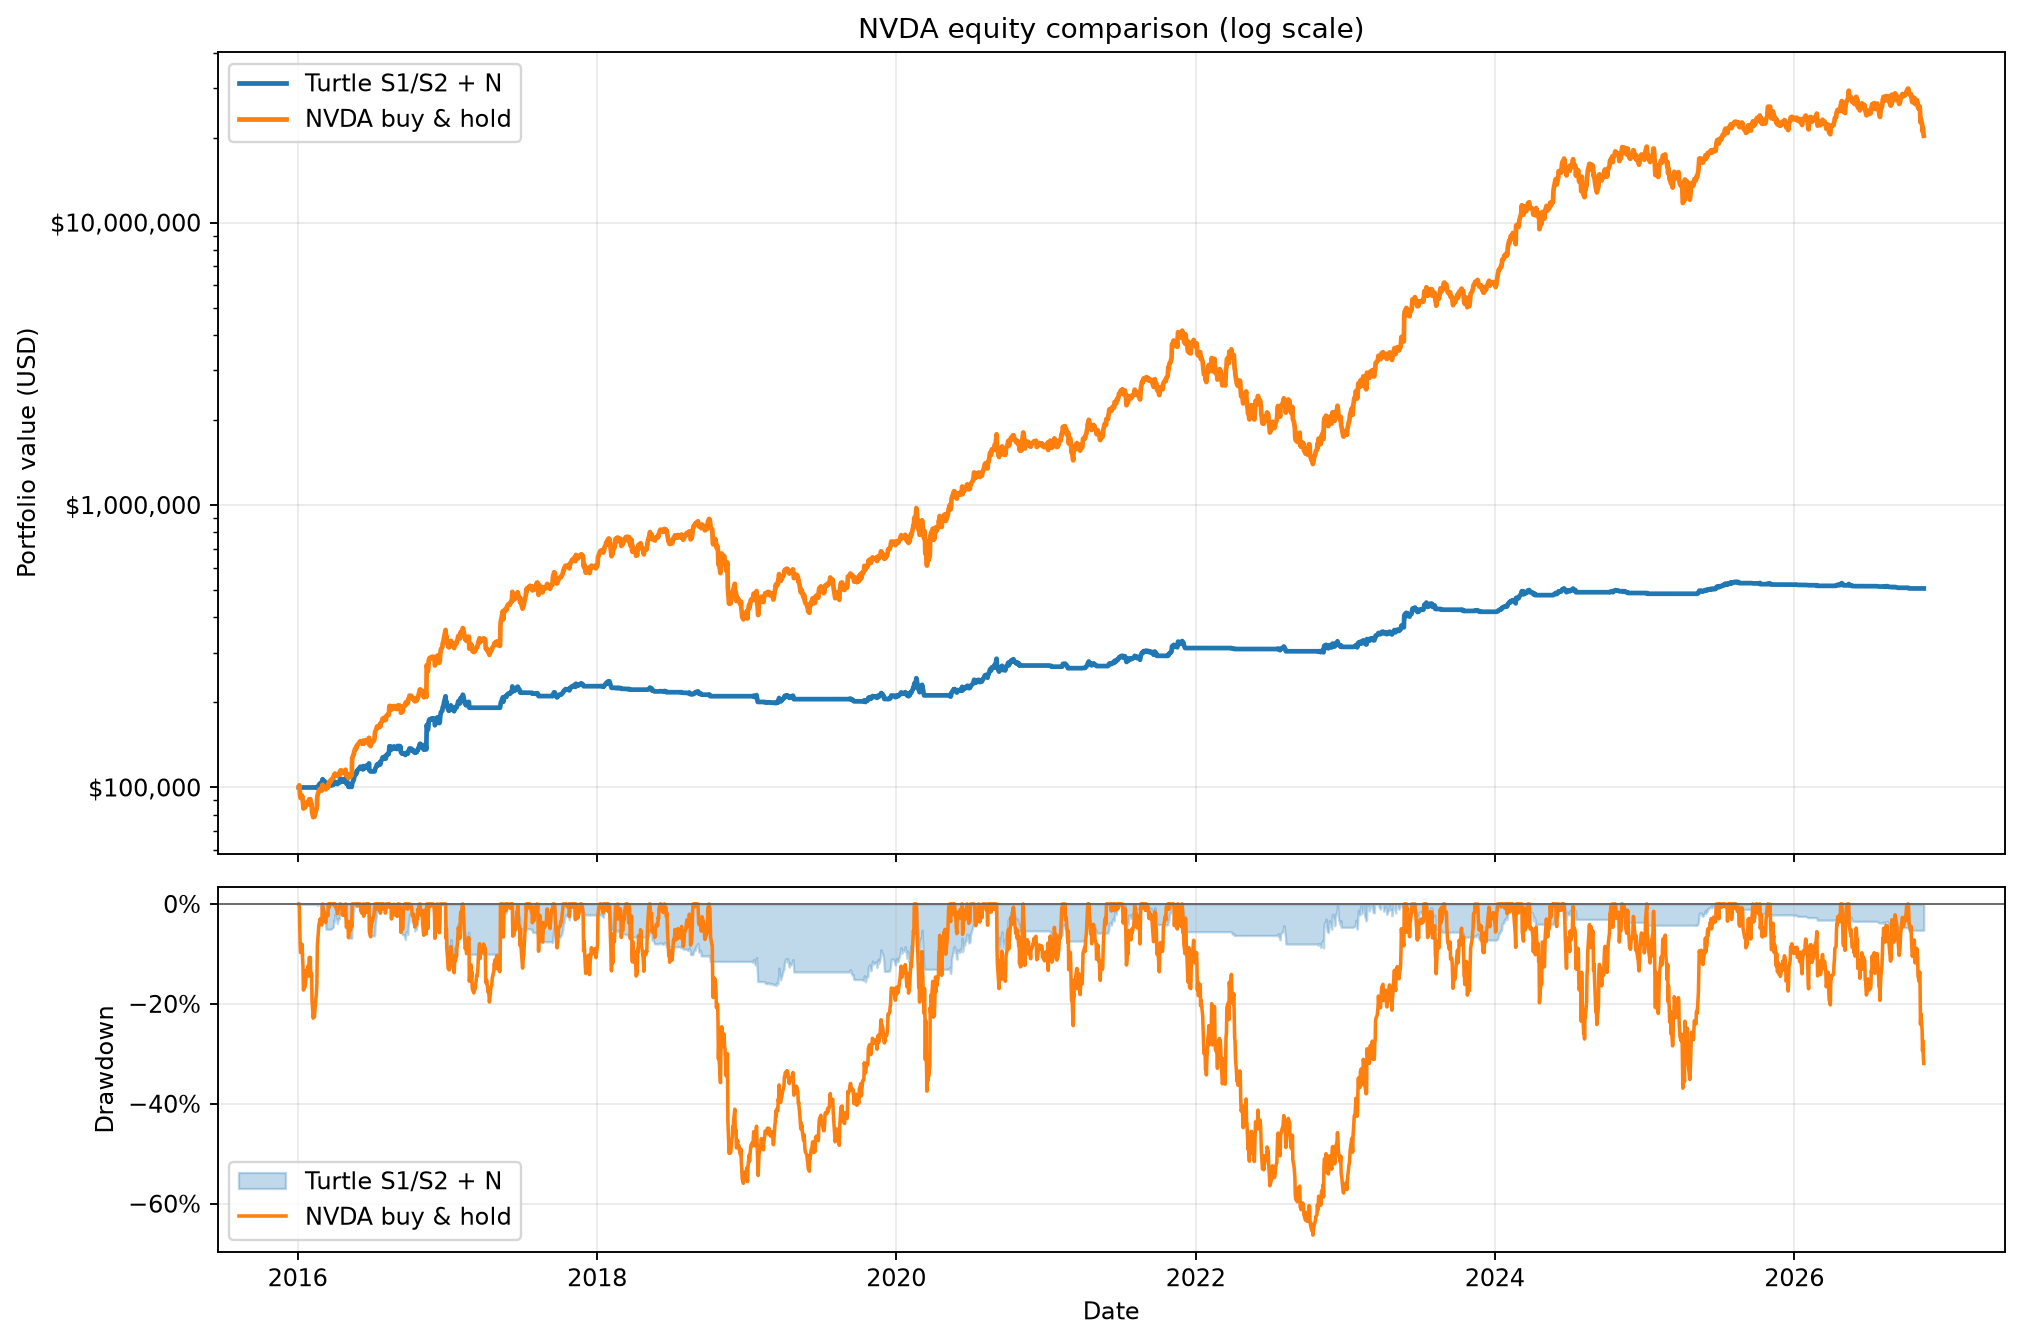 NVDA equity comparison (log scale)
Turtle S1/S2 + N
NVDA buy & hold
Portfolio value (USD)
$10,000,000
$1,000,000
$100,000
Drawdown
0%
−20%
−40%
−60%
Turtle S1/S2 + N
NVDA buy & hold
2016
2018
2020
2022
2024
2026
Date